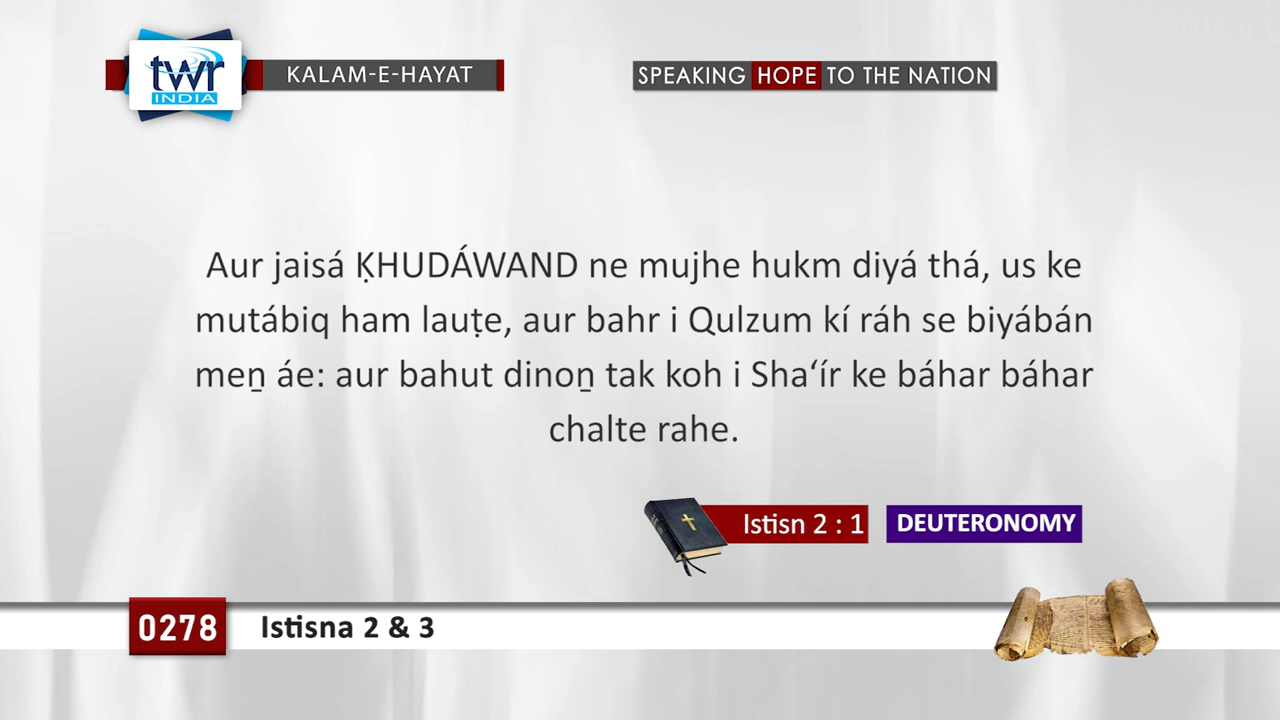 twr
INDIA
KALAM-E-HAYAT
SPEAKING HOPE TO THE NATION
Aur jaisá ḲHUDÁWAND ne mujhe hukm diyá thá, us ke
mutábiq ham lauṭe, aur bahr i Qulzum kí ráh se biyábán
meṉ áe: aur bahut dinoṉ tak koh i Sha‘ír ke báhar báhar
chalte rahe.
Istisn 2 : 1
DEUTERONOMY
0278
Istisna 2 & 3